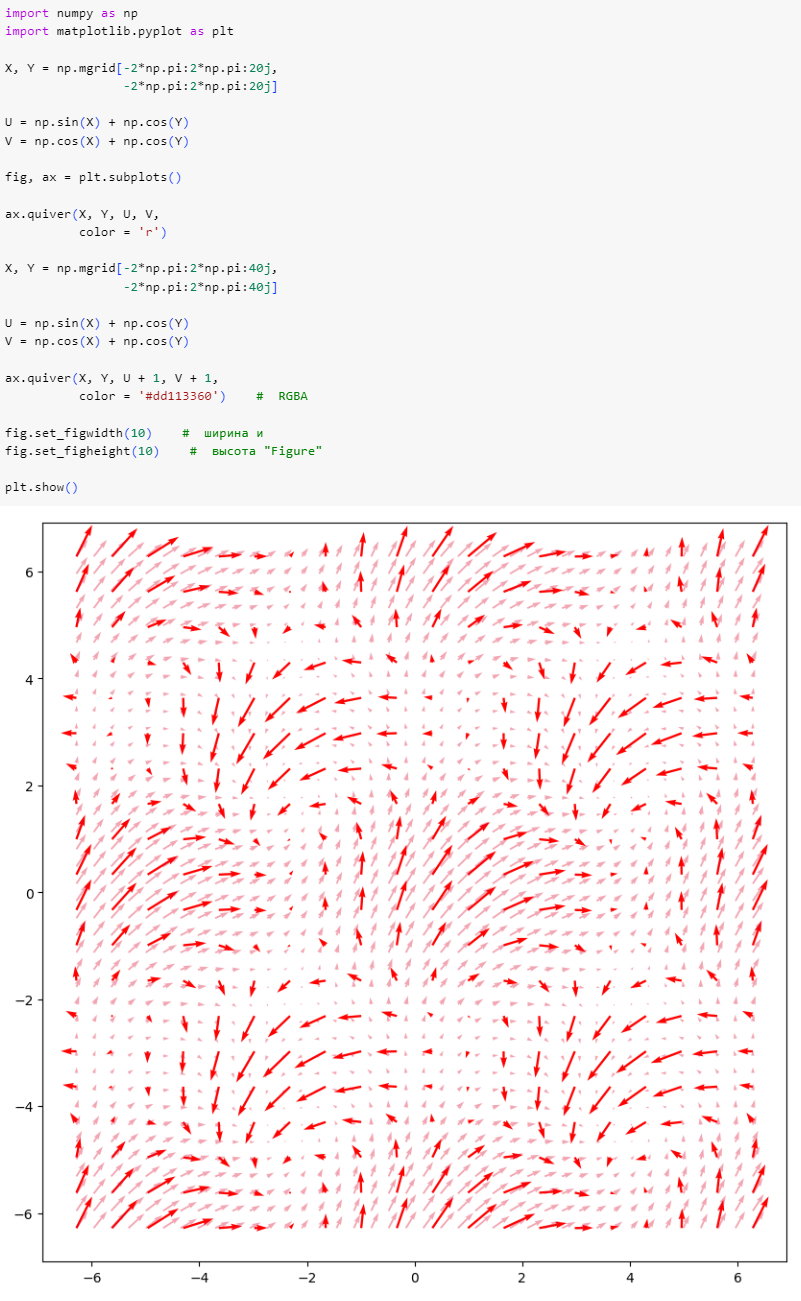 import numpy as np
import matplotlib.pyplot as plt
X, Y = np.mgrid[-2*np.pi:2*np.pi:20j,
-2*np.pi:2*np.pi:20j]
U = np.sin(X) + np.cos(Y)
V = np.cos(X) + np.cos(Y)
fig, ax = plt.subplots()
ax.quiver(X, Y, U, V,
color = 'r')
X, Y = np.mgrid[-2*np.pi:2*np.pi:40j,
-2*np.pi:2*np.pi:40j]
U = np.sin(X) + np.cos(Y)
V = np.cos(X) + np.cos(Y)
ax.quiver(X, Y, U + 1, V + 1,
color = '#dd113360')    #  RGBA
fig.set_figwidth(10)    #  ширина и
fig.set_figheight(10)    #  высота "Figure"
plt.show()
6
4
2
0
−2
−4
−6
−6 −4 −2 0 2 4 6